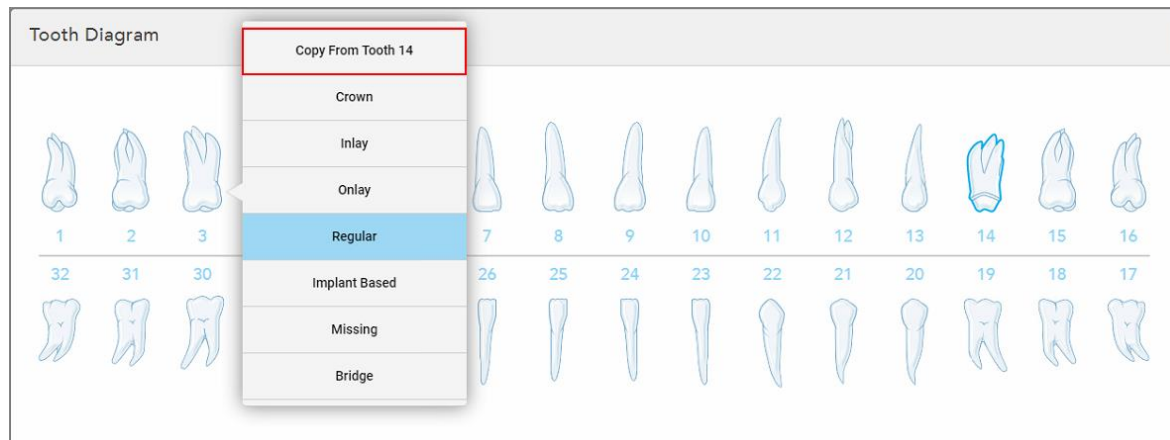 Tooth Diagram
Copy From Tooth 14
Crown
Inlay
Onlay
Regular
Implant Based
Missing
Bridge
1 2 3 7 8 9 10 11 12 13 14 15 16
32 31 30 26 25 24 23 22 21 20 19 18 17